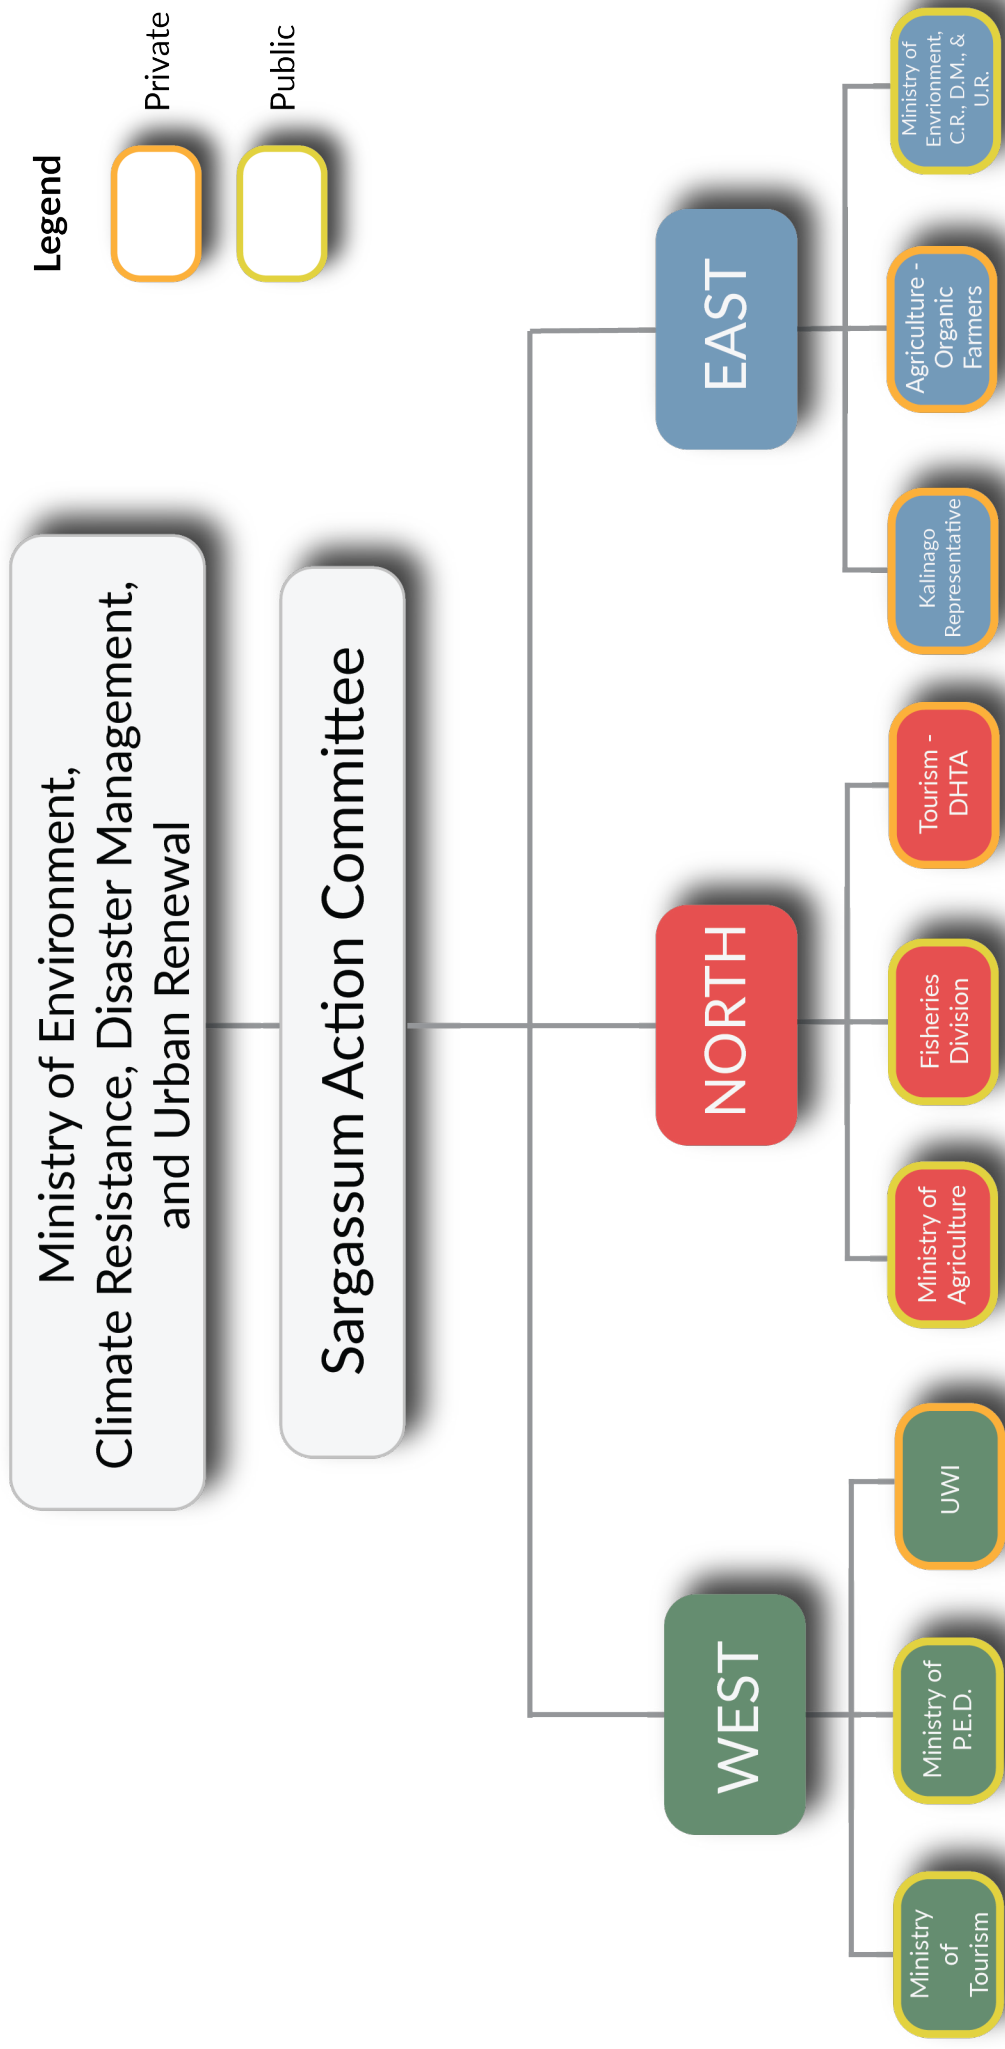 Legend
Private
Public
Ministry of Environment,
Climate Resistance, Disaster Management,
and Urban Renewal
Sargassum Action Committee
WEST
NORTH
EAST
Ministry
of
Tourism
Ministry of
P.E.D.
UWI
Ministry of
Agriculture
Fisheries
Division
Tourism -
DHTA
Kalinago
Representative
Agriculture -
Organic
Farmers
Ministry of
Envrionment,
C.R., D.M., &
U.R.